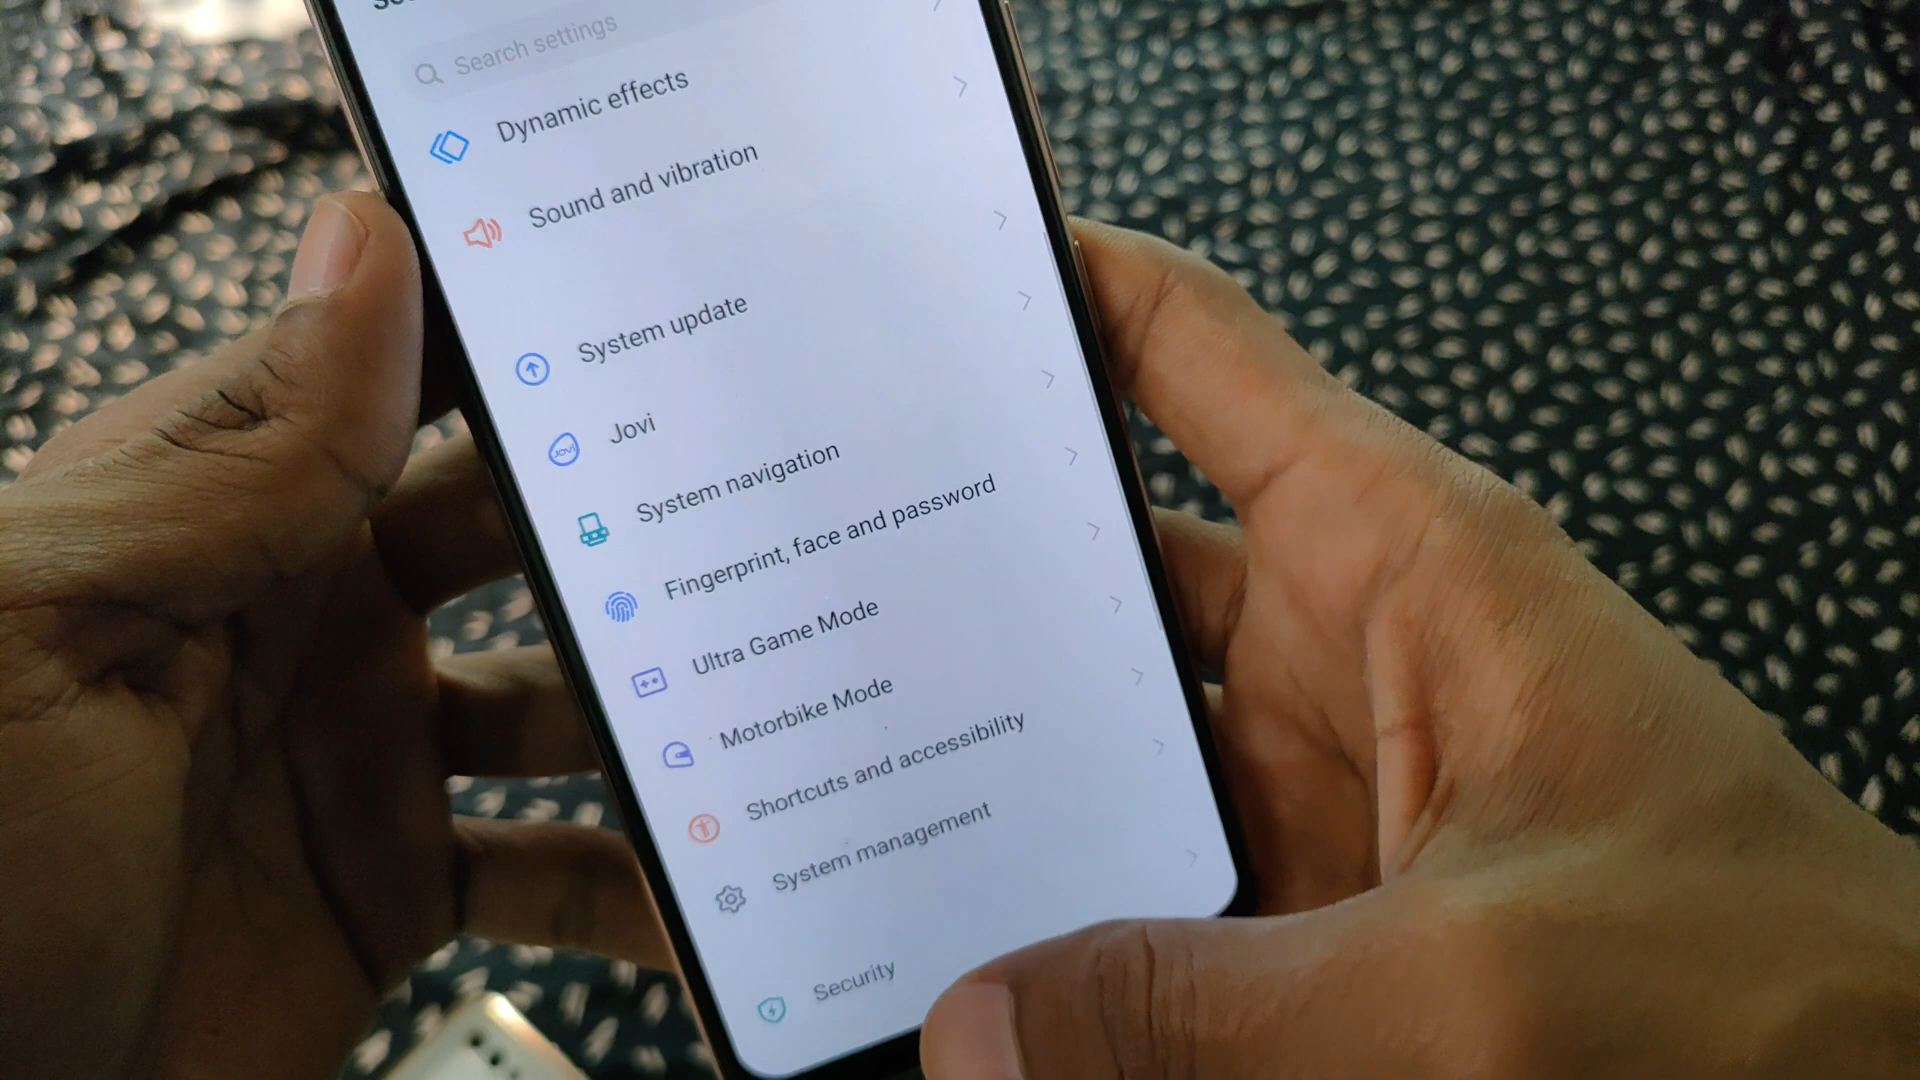 Search settings
Dynamic effects
Sound and vibration
System update
JOVI
Jovi
System navigation
Fingerprint, face and password
Ultra Game Mode
Motorbike Mode
Shortcuts and accessibility
System management
Security